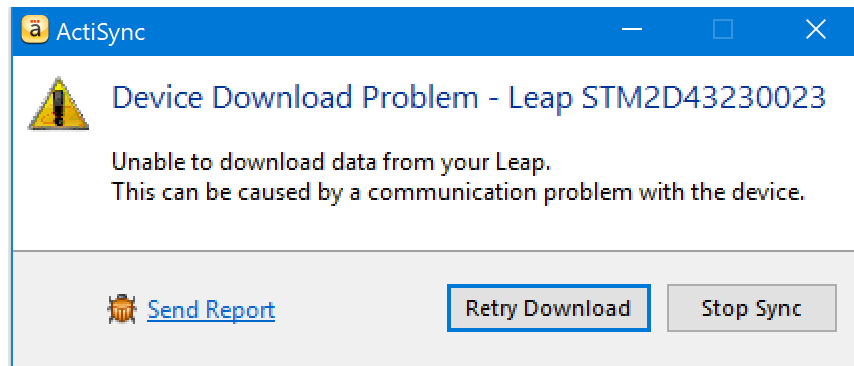 ActiSync
Device Download Problem - Leap STM2D43230023
Unable to download data from your Leap.
This can be caused by a communication problem with the device.
Send Report
Retry Download
Stop Sync